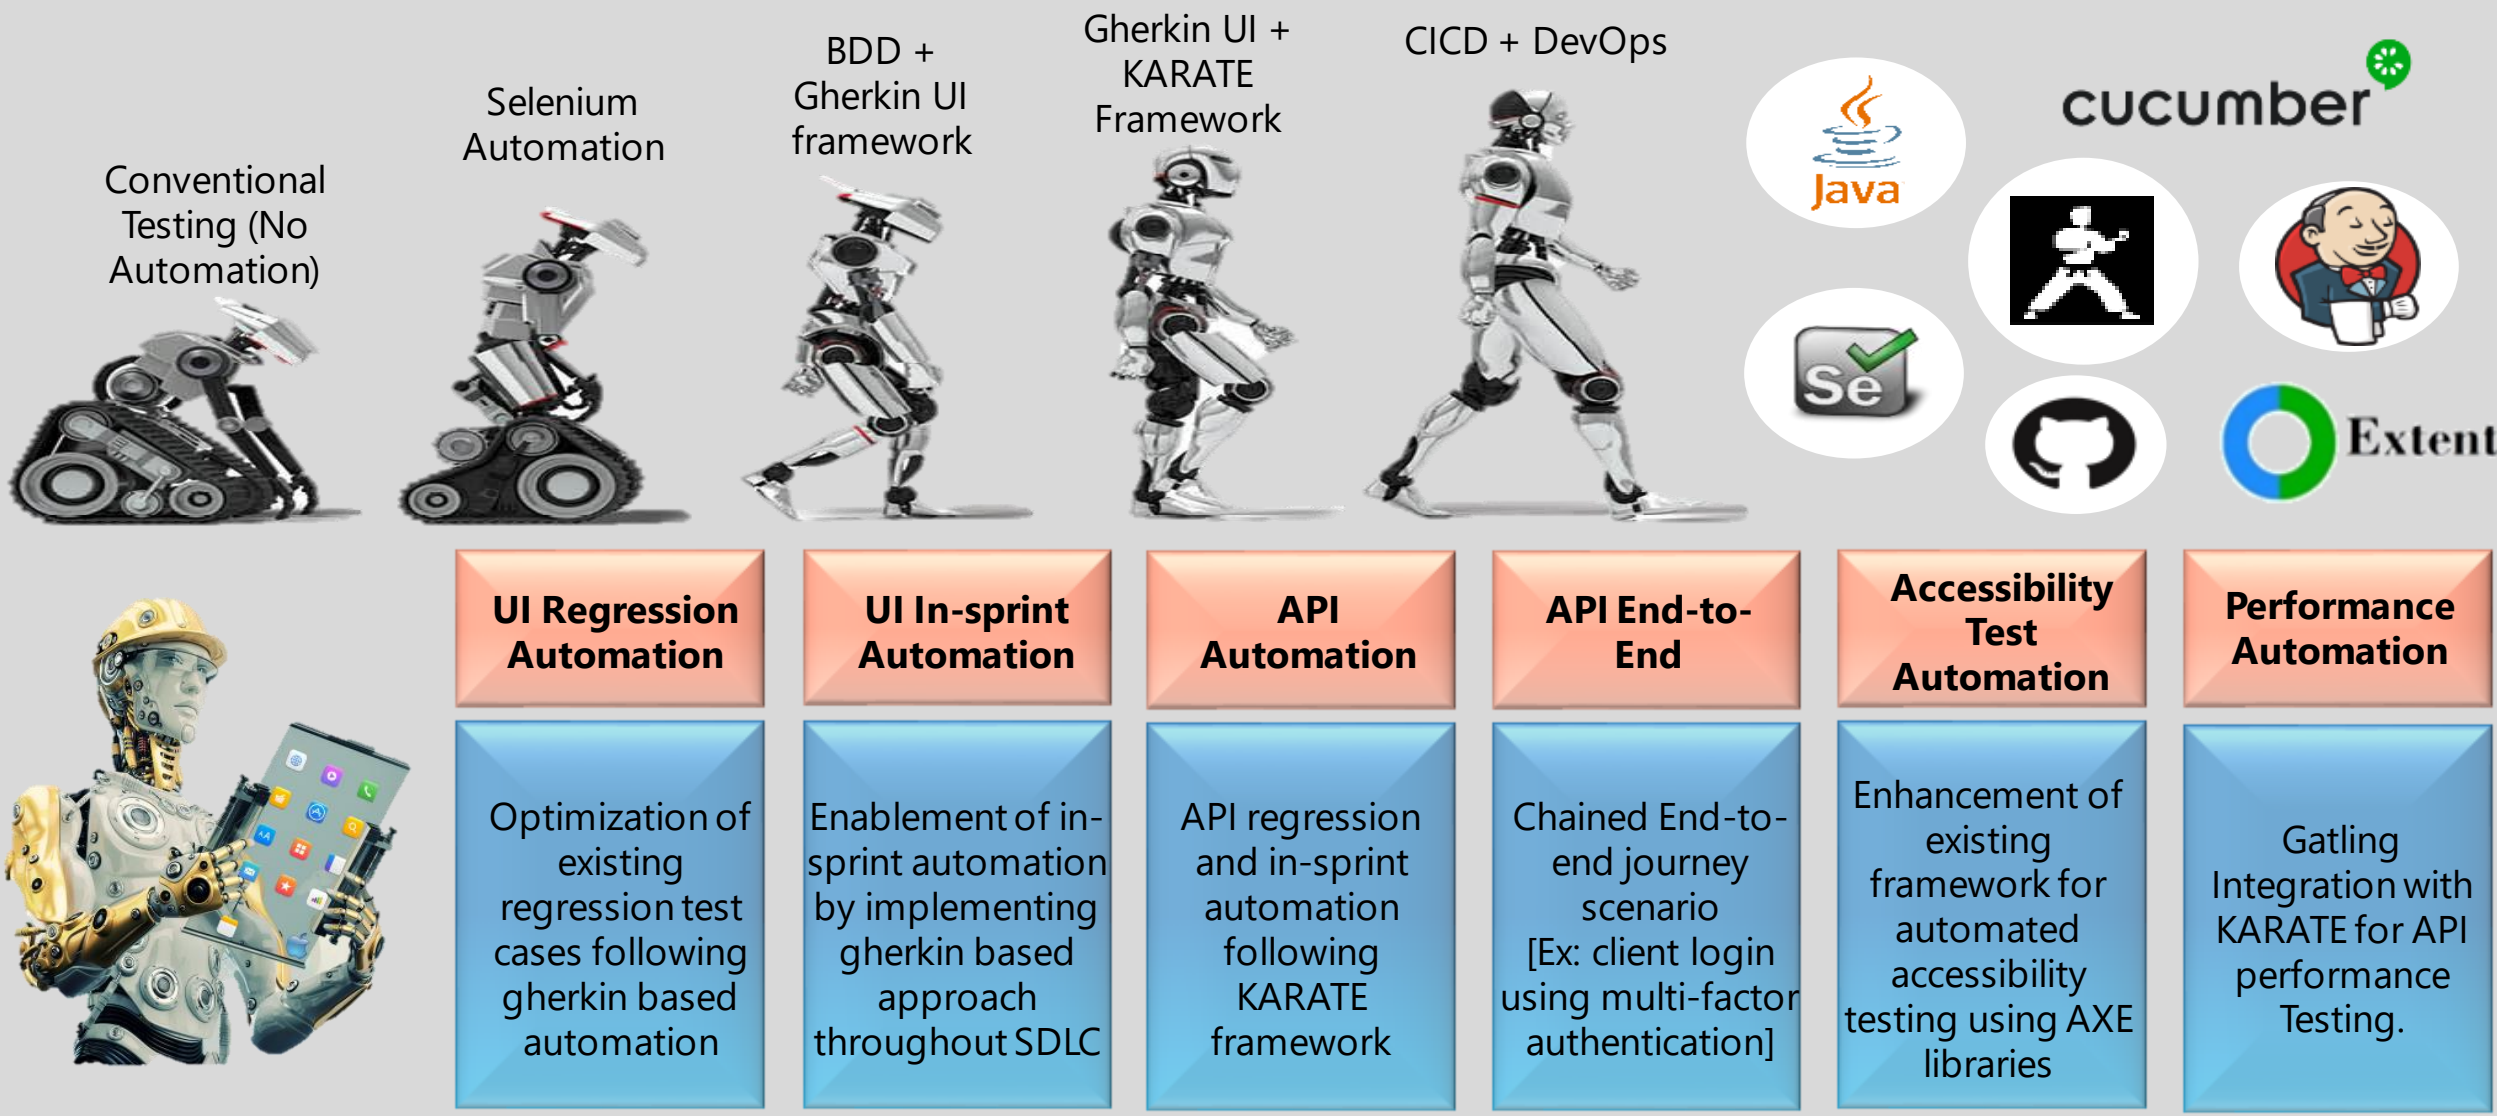 Conventional
Testing (No
Automation)
Selenium
Automation
BDD +
Gherkin UI
framework
Gherkin UI +
KARATE
Framework
CICD + DevOps
Java
cucumber
Se
Extent
UI Regression
Automation
UI In-sprint
Automation
API
Automation
API End-to-
End
Accessibility
Test
Automation
Performance
Automation
Optimization of
existing
regression test
cases following
gherkin based
automation
Enablement of in-
sprint automation
by implementing
gherkin based
approach
throughout SDLC
API regression
and in-sprint
automation
following
KARATE
framework
Chained End-to-
end journey
scenario
[Ex: client login
using multi-factor
authentication]
Enhancement of
existing
framework for
automated
accessibility
testing using AXE
libraries
Gatling
Integration with
KARATE for API
performance
Testing.